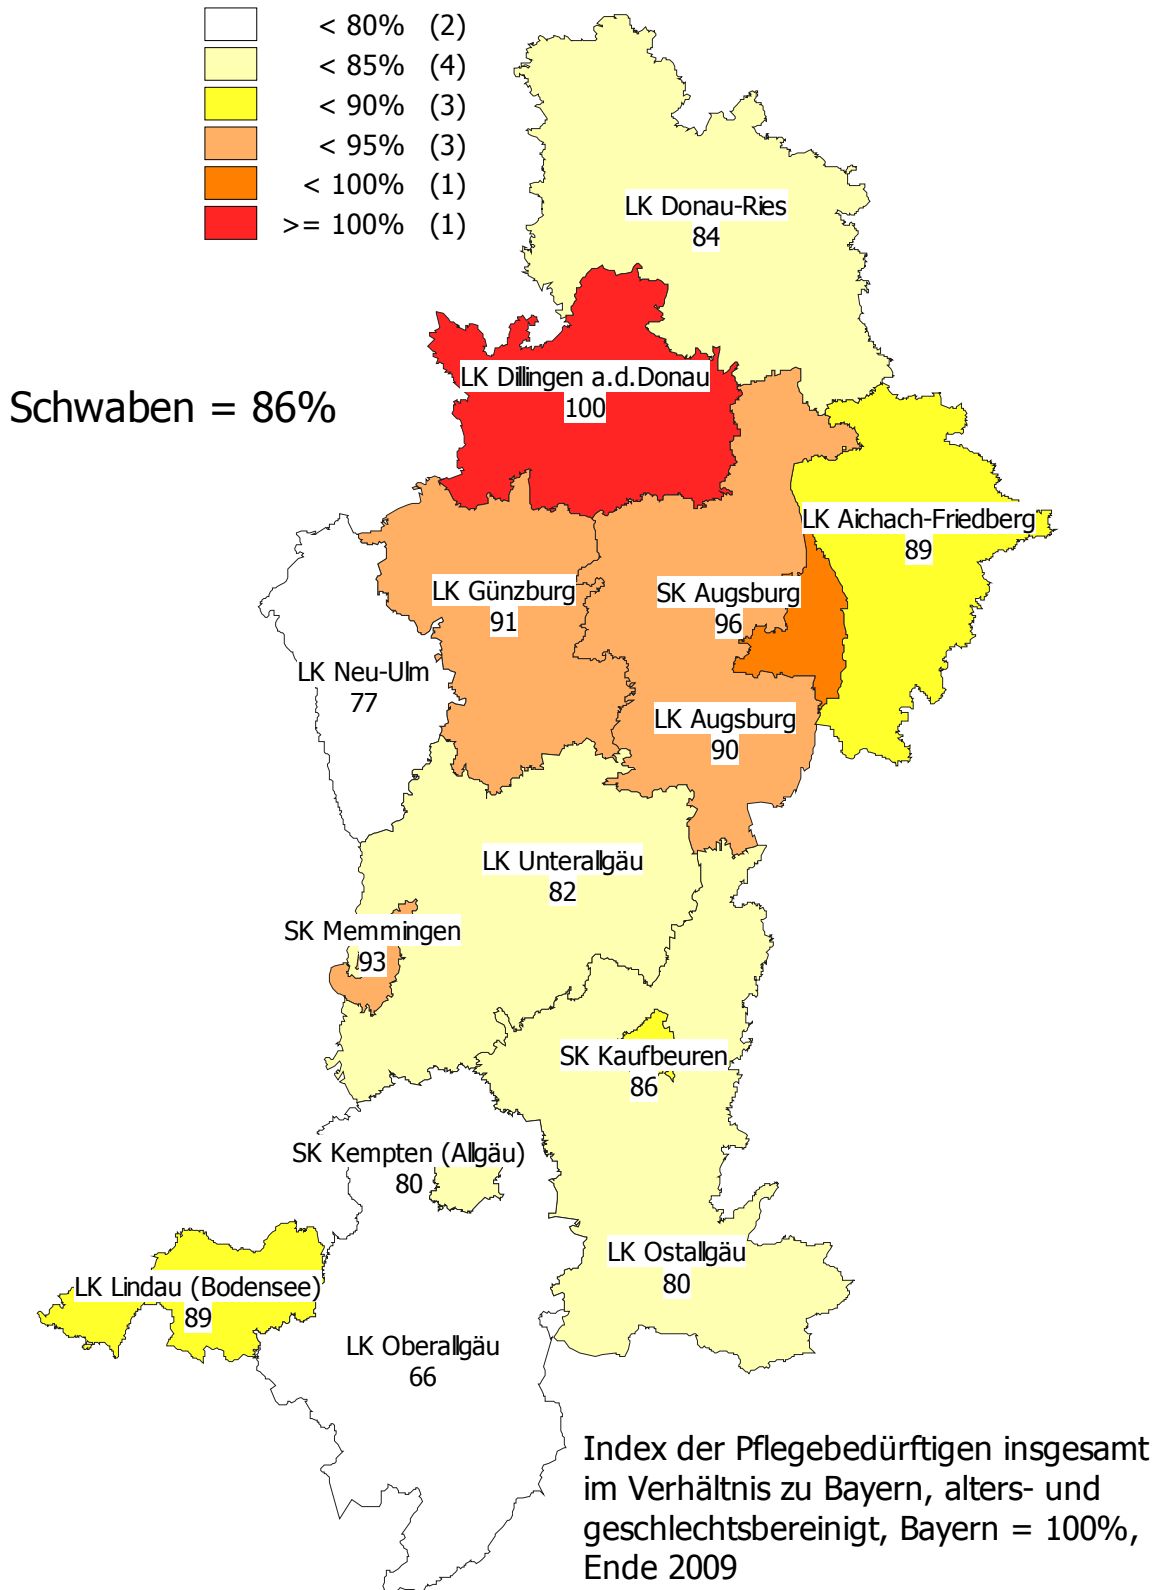 < 80% (2)
< 85% (4)
< 90% (3)
< 95% (3)
< 100% (1)
>= 100% (1)
LK Donau-Ries
84
LK Dillingen a.d.Donau
100
Schwaben = 86%
LK Aichach-Friedberg
89
LK Günzburg
91
SK Augsburg
96
LK Neu-Ulm
77
LK Augsburg
90
LK Unterallgäu
82
SK Memmingen
93
SK Kaufbeuren
86
SK Kempten (Allgäu)
80
LK Ostallgäu
80
LK Lindau (Bodensee)
89
LK Oberallgäu
66
Index der Pflegebedürftigen insgesamt
im Verhältnis zu Bayern, alters- und
geschlechtsbereinigt, Bayern = 100%,
Ende 2009